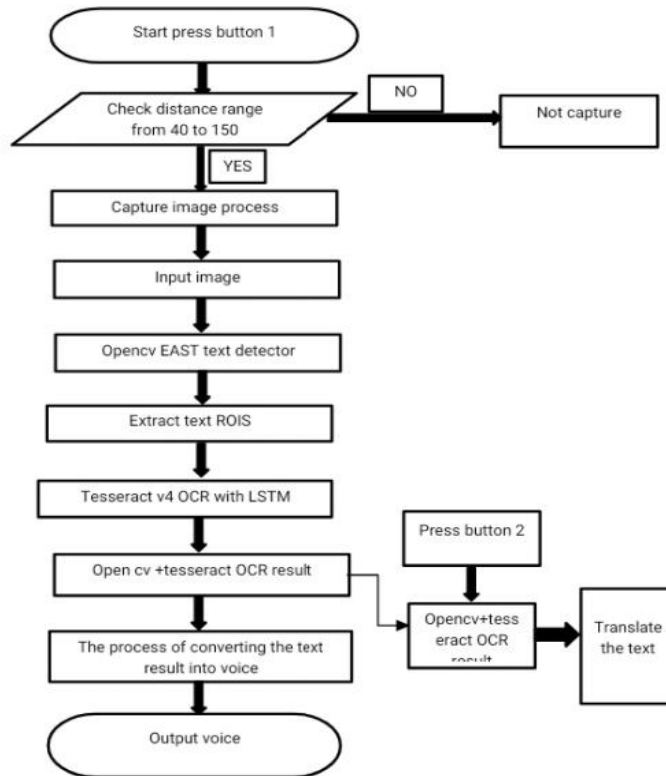 Start press button 1
Check distance range
from 40 to 150
NO
Not capture
YES
Capture image process
Input image
Opencv EAST text detector
Extract text ROIS
Tesseract v4 OCR with LSTM
Open cv +tesseract OCR result
The process of converting the text
result into voice
Output voice
Press button 2
Opencv+tess
eract OCR
result
Translate
the text